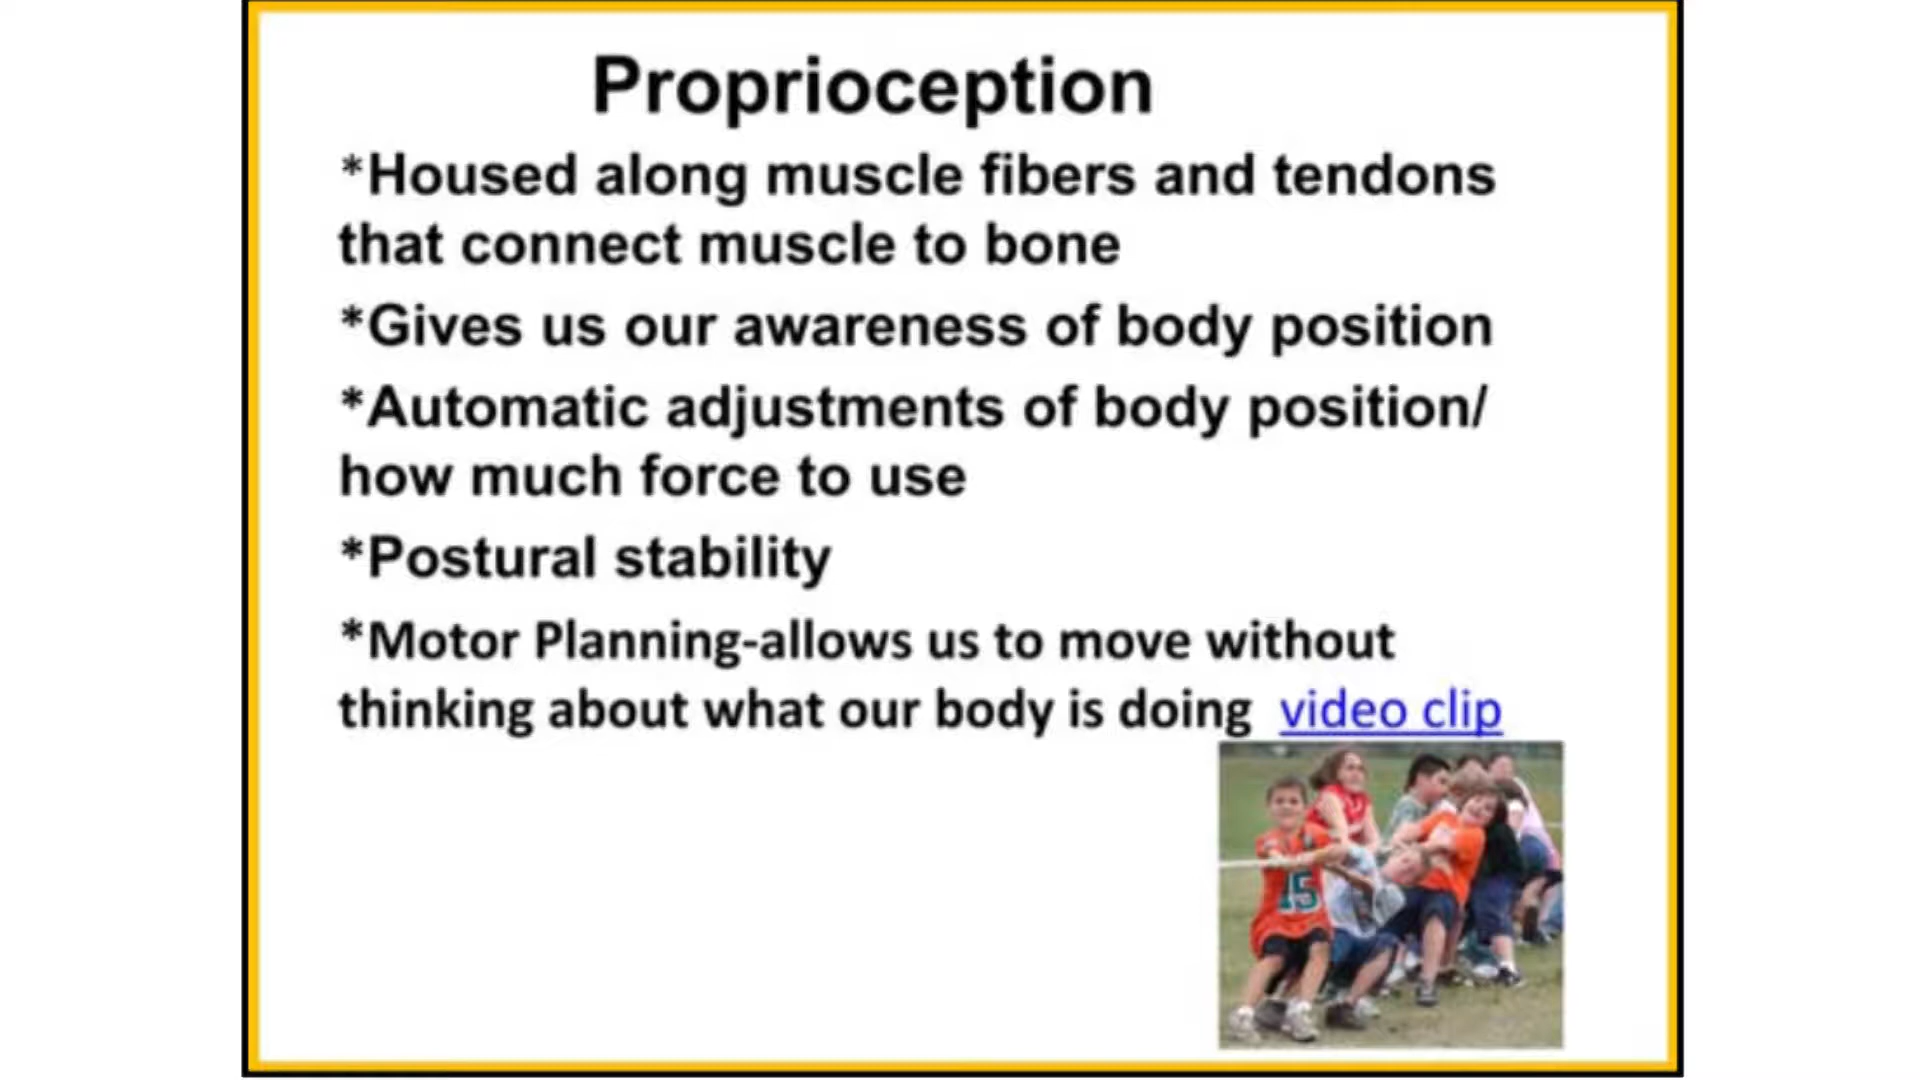 Proprioception
*Housed along muscle fibers and tendons
that connect muscle to bone
*Gives us our awareness of body position
*Automatic adjustments of body position/
how much force to use
*Postural stability
*Motor Planning-allows us to move without
thinking about what our body is doing video clip
15